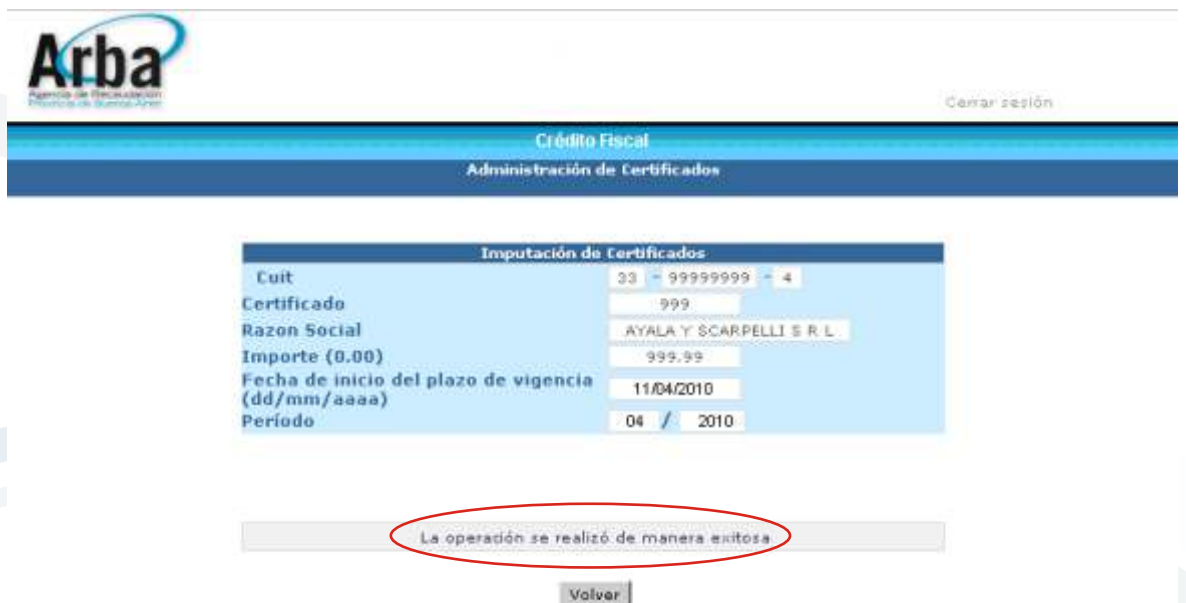 Arba
Agencia de Recaudación
Provincia de Buenos Aires
Cerrar sesión
Crédito Fiscal
Administración de Certificados
Imputación de Certificados
Cuit 33 - 99999999 - 4
Certificado 999
Razon Social AYALA Y SCARPELLI S R L
Importe (0.00) 999.99
Fecha de inicio del plazo de vigencia
(dd/mm/aaaa) 11/04/2010
Período 04 / 2010
La operación se realizó de manera exitosa
Volver